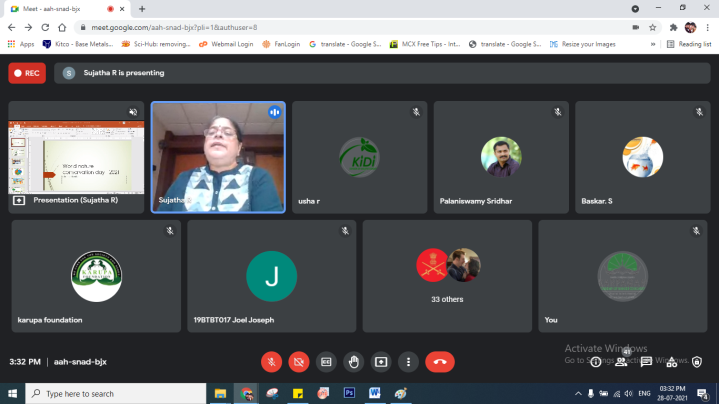 Meet - aah-snad-bjx
meet.google.com/aah-snad-bjx?pli=1&authuser=8
Apps
Kitco - Base Metals...
Sci-Hub: removing...
Webmail Login
FanLogin
translate - Google S...
MCX Free Tips - Int...
translate - Google S...
Resize your Images
»
Reading list
REC
S
Sujatha R is presenting
World nature
conservation day 2021
Presentation (Sujatha R)
Sujatha R
KiDi
usha r
Palaniswamy Sridhar
Baskar. S
KARUPA
karupa foundation
J
19BTBT017 Joel Joseph
33 others
You
Activate Windows
Go to Settings to activate Windows.
3:32 PM | aah-snad-bjx
41
Type here to search
ENG
03:32 PM
28-07-2021
4